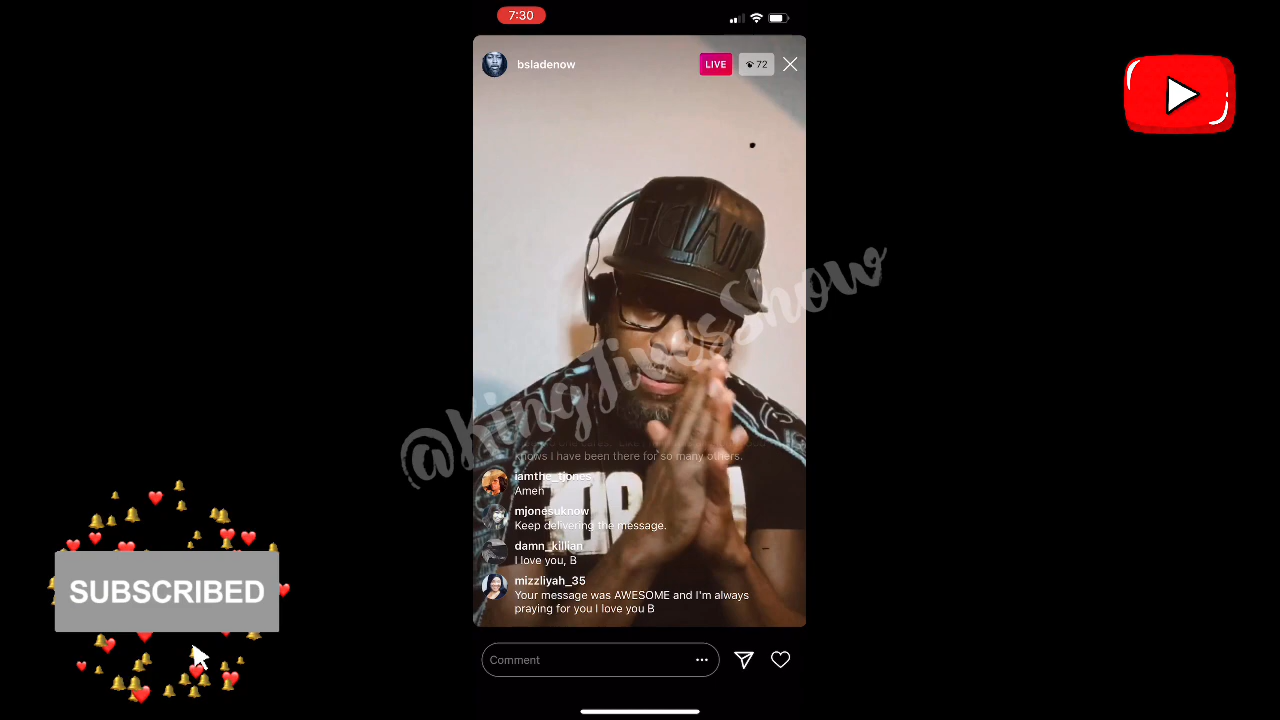 7:30
bsladenow
LIVE
72
@KingJivesShow
knows I have been there for so many others.
iamthe_tjones
Amen
mjonesuknow
Keep delivering the message.
damn_killian
I love you, B
mizzliyah_35
Your message was AWESOME and I'm always
praying for you I love you B
Comment
SUBSCRIBED